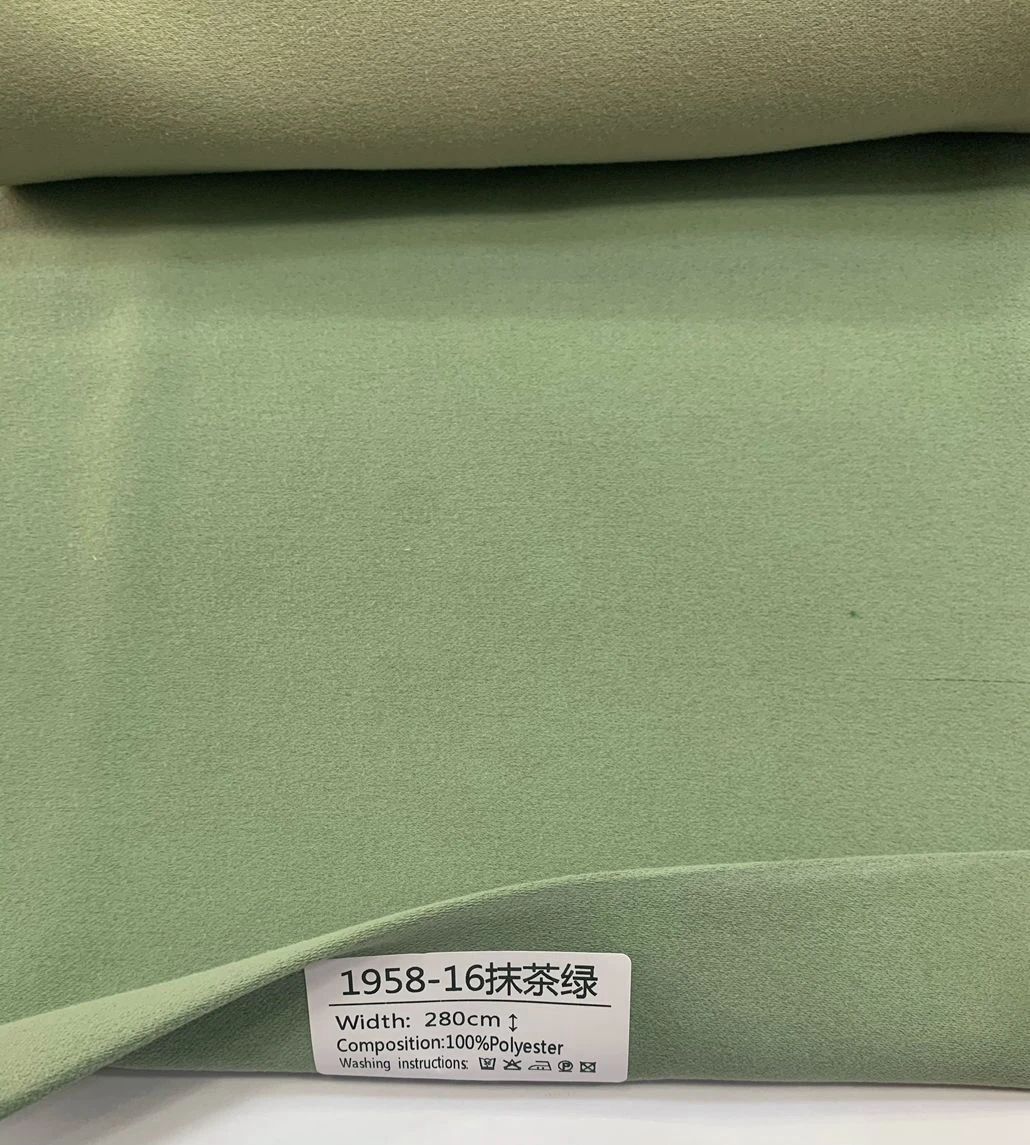 1958-16抹茶绿
Width: 280cm ↕
Composition:100%Polyester
Washing instructions: